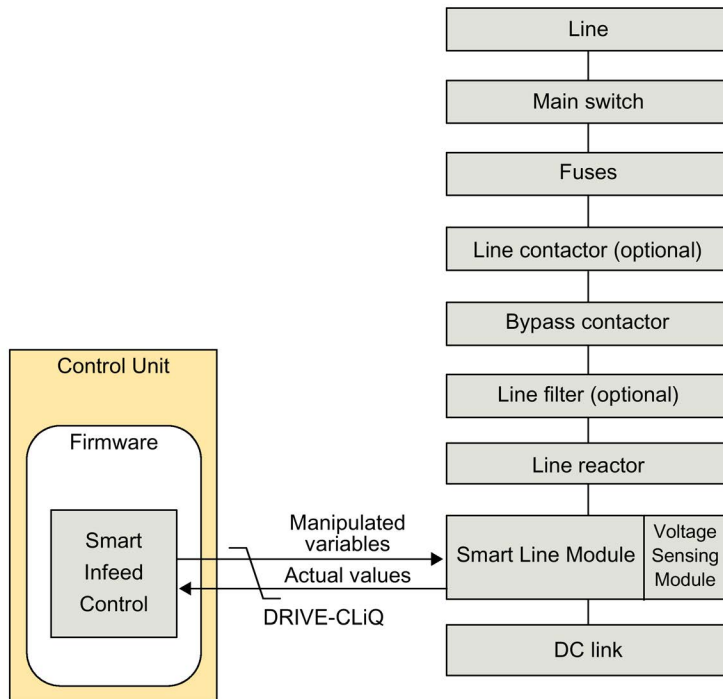 Line
Main switch
Fuses
Line contactor (optional)
Bypass contactor
Line filter (optional)
Line reactor
Smart Line Module
Voltage
Sensing
Module
DC link
Control Unit
Firmware
Smart
Infeed
Control
Manipulated
variables
Actual values
DRIVE-CLiQ